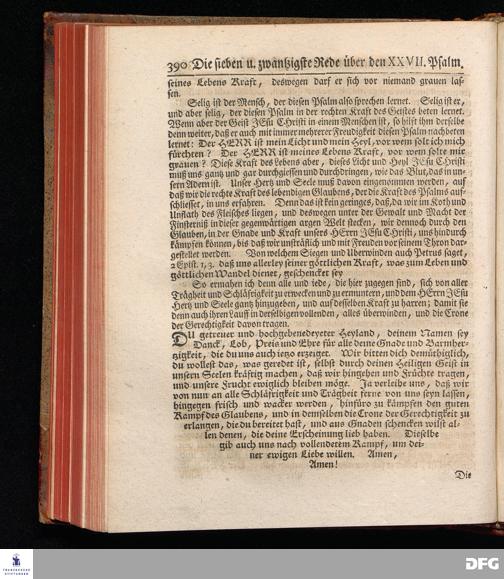 390 Die sieben u. zwantzigste Rede über den XXVII. Psalm.
seines Lebens Kraft, deswegen darf er sich vor niemand grauen las-
sen.
Selig ist der Mensch, der diesen Psalm also sprechen lernet. Selig ist er,
und aber selig, der diesen Psalm in der rechten Kraft des Geistes beten lernet.
Wenn aber der Geist JEsu Christi in einem Menschen ist, so hilft ihm derselbe
denn weiter, daß er auch mit immer mehrerer Freudigkeit diesen Psalm nachbeten
lernet: Der HERR ist mein Licht und mein Heyl, vor wem solt ich mich
fürchten? Der HERR ist meines Lebens Kraft, vor wem solte mir
grauen? Diese Kraft des Lebens aber, dieses Licht und Heyl JEsu Christi
muß uns gantz und gar durchgiessen und durchdringen, wie das Blut, das in un-
sern Adern ist. Unser Hertz und Seele muß davon eingenommen werden, auf
daß wir die rechte Kraft des lebendigen Glaubens, der die Kraft des Psalms auf-
schliesset, in uns erfahren. Denn das ist kein geringes, daß, da wir im Koth und
Unflath des Fleisches liegen, und deswegen unter der Gewalt und Macht der
Finsterniß in dieser gegenwärtigen argen Welt stecken, wir dennoch durch den
Glauben, in der Gnade und Kraft unsers HErrn JEsu Christi, uns hindurch
kämpfen können, bis daß wir unsträflich und mit Freuden vor seinem Thron dar-
gestellet werden. Von welchem Siegen und Uberwinden auch Petrus saget,
2 Epist. 1, 3. daß uns allerley seiner göttlichen Kraft, was zum Leben und
göttlichen Wandel dienet, geschencket sey
So ermahne ich denn alle und iede, die hier zugegen sind, sich von aller
Trägheit und Schläfrigkeit zu erwecken und zu ermuntern, und dem HErrn JEsu
Hertz und Seele gantz hinzugeben, und auf desselben Kraft zu harren; damit sie
denn auch ihren Lauff in derselbigen vollenden, alles überwinden, und die Crone
der Gerechtigkeit davon tragen.
DU getreuer und hochgebenedeyeter Heyland, deinem Namen sey
Danck, Lob, Preis und Ehre für alle deine Gnade und Barmher-
zigkeit, die du uns auch ietzo erzeiget. Wir bitten dich demüthiglich,
du wollest das, was geredet ist, selbst durch deinen Heiligen Geist in
unsern Seelen kräftig machen, daß wir hingehen und Früchte tragen,
und unsere Frucht ewiglich bleiben möge. Ja verleihe uns, daß wir
von nun an alle Schläfrigkeit und Trägheit ferne von uns seyn lassen,
hingegen frisch und wacker werden, hinfüro zu kämpfen den guten
Kampf des Glaubens, und in demselben die Crone der Gerechtigkeit zu
erlangen, die du bereitet hast, und aus Gnaden schencken wilst al-
len denen, die deine Erscheinung lieb haben. Dieselbe
gib auch uns nach vollendetem Kampf, um dei-
ner ewigen Liebe willen. Amen,
Amen!
Die
FRANCKESCHE
STIFTUNGEN
DFG